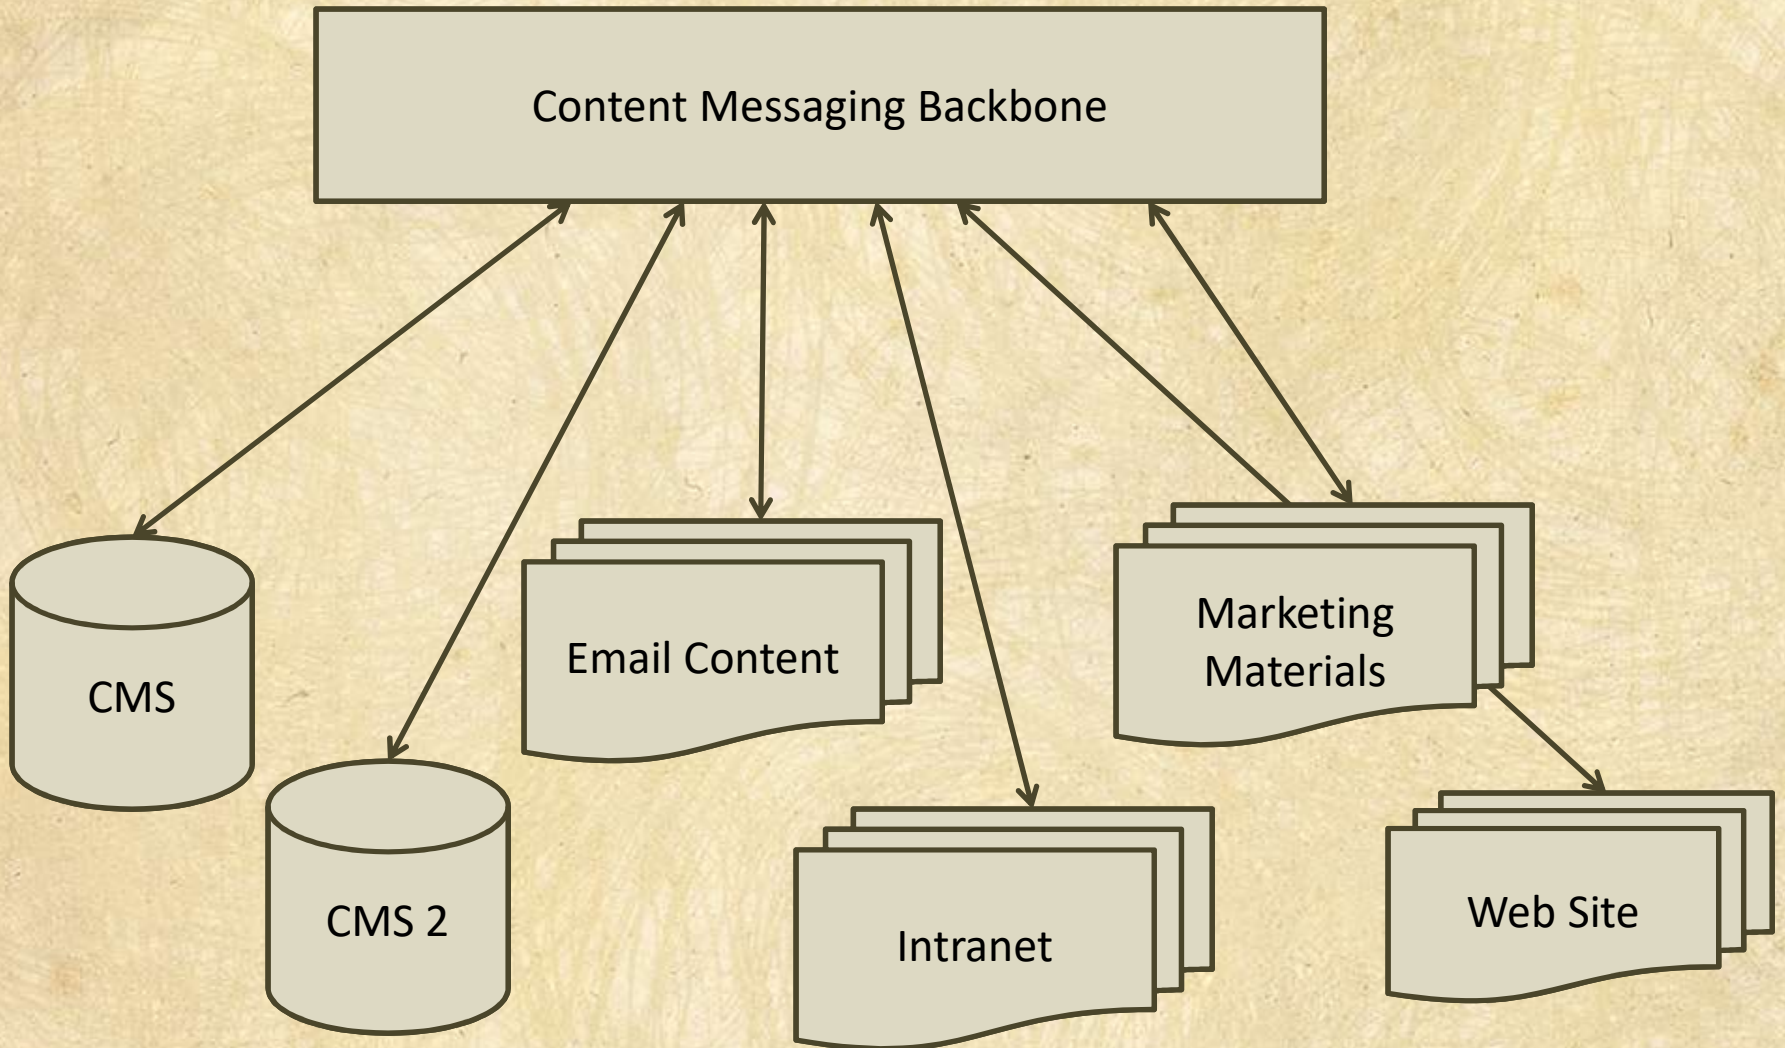 Content Messaging Backbone
CMS
CMS 2
Email Content
Intranet
Marketing
Materials
Web Site